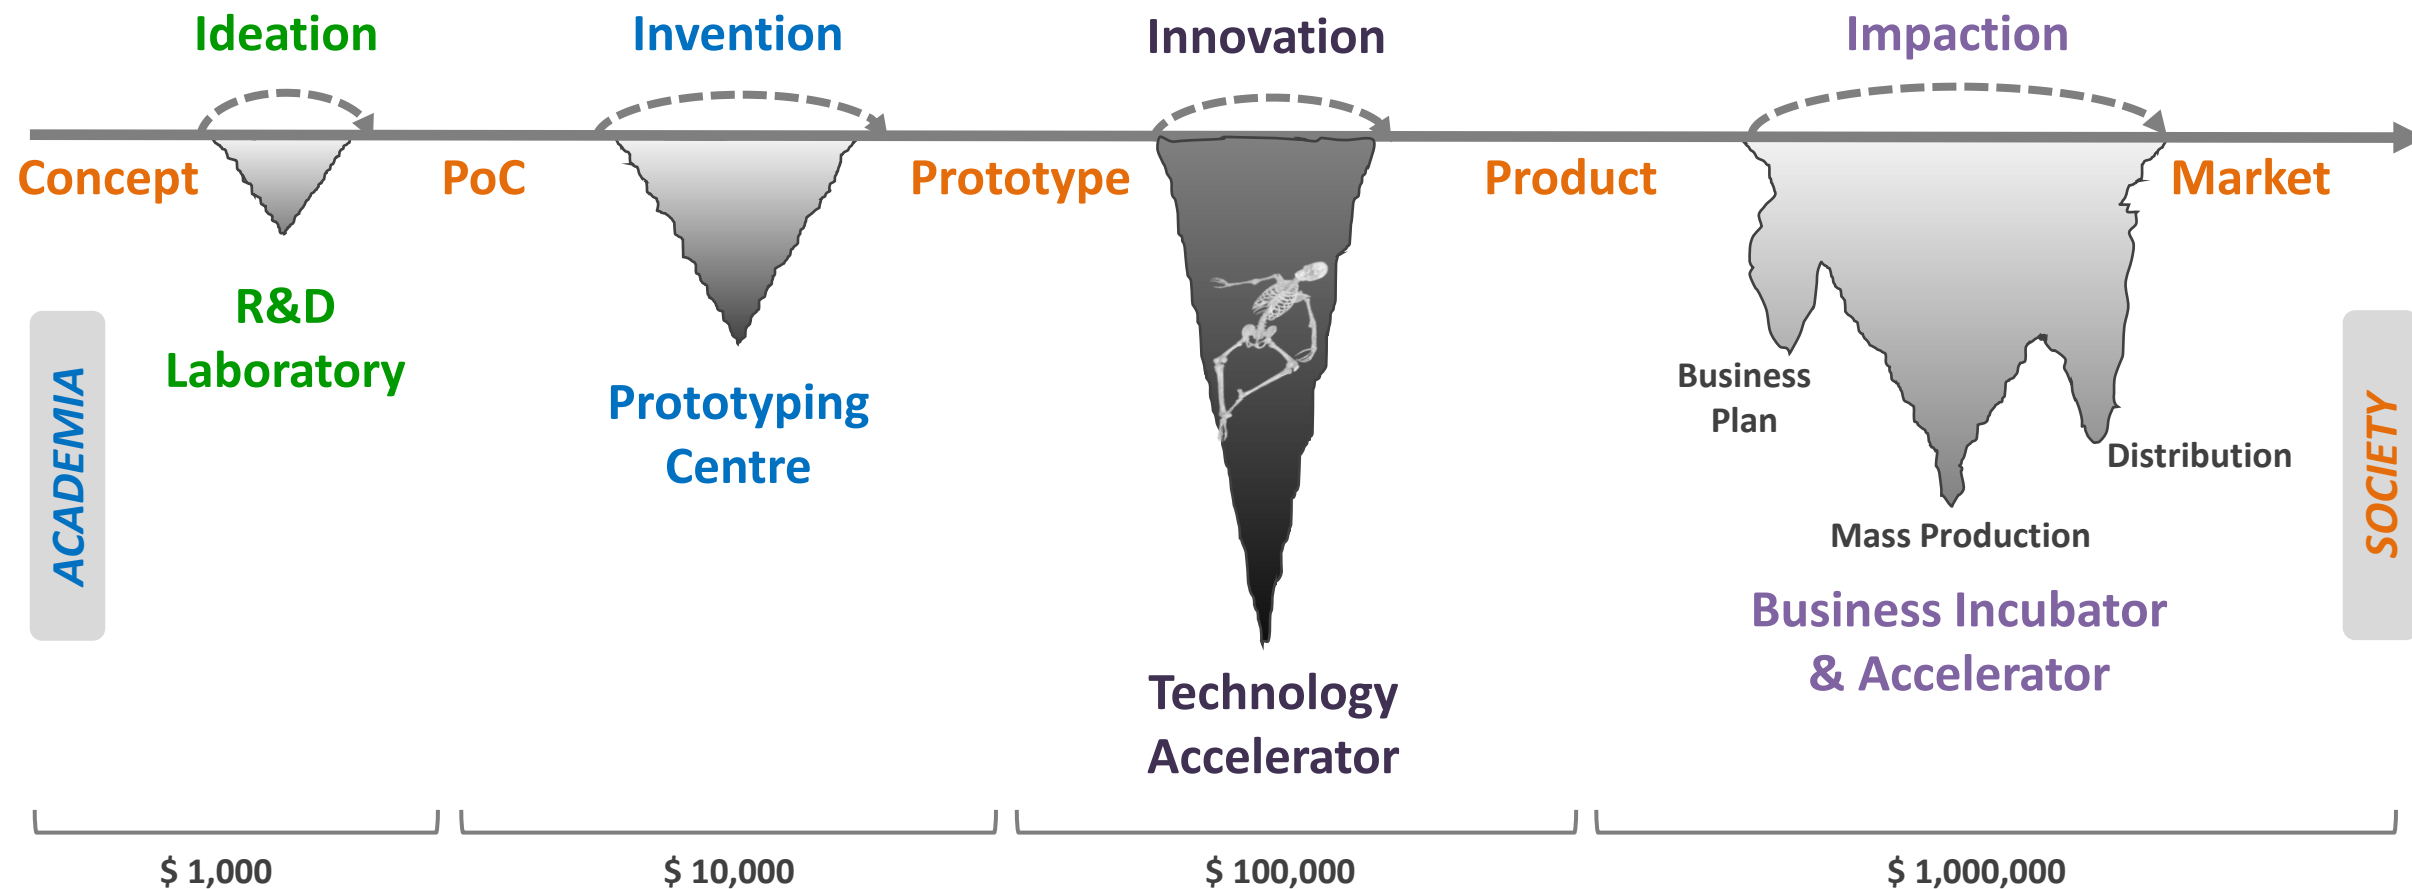 Ideation
Invention
Innovation
Impaction
Concept
PoC
Prototype
Product
Market
R&D
Laboratory
Prototyping
Centre
Technology
Accelerator
Business
Plan
Mass Production
Distribution
Business Incubator
& Accelerator
ACADEMIA
SOCIETY
$ 1,000
$ 10,000
$ 100,000
$ 1,000,000